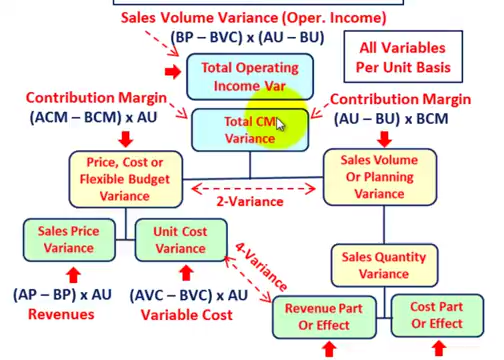 Sales Volume Variance (Oper. Income)
(BP – BVC) x (AU – BU)
All Variables
Per Unit Basis
Total Operating
Income Var
Contribution Margin
(ACM – BCM) x AU
Total CM
Variance
Contribution Margin
(AU – BU) x BCM
Price, Cost or
Flexible Budget
Variance
2-Variance
Sales Volume
Or Planning
Variance
Sales Price
Variance
Unit Cost
Variance
4-Variance
Sales Quantity
Variance
(AP – BP) x AU
Revenues
(AVC – BVC) x AU
Variable Cost
Revenue Part
Or Effect
Cost Part
Or Effect